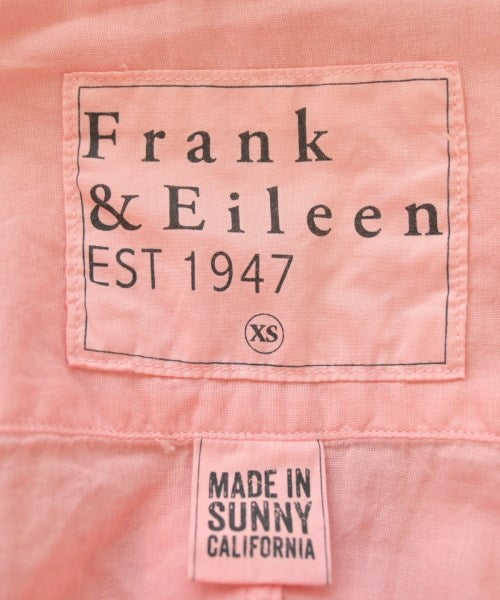 Frank
& Eileen
EST 1947
XS
MADE IN
SUNNY
CALIFORNIA